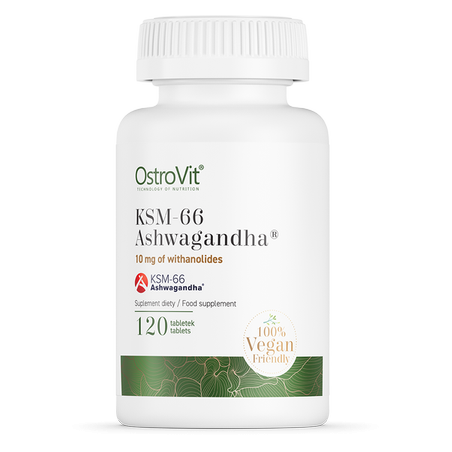 OstroVit®
TECHNOLOGY OF NUTRITION
KSM-66
Ashwagandha®
10 mg of withanolides
KSM-66
Ashwagandha®
Suplement diety / Food supplement
120 tabletek
tablets
100%
Vegan
Friendly